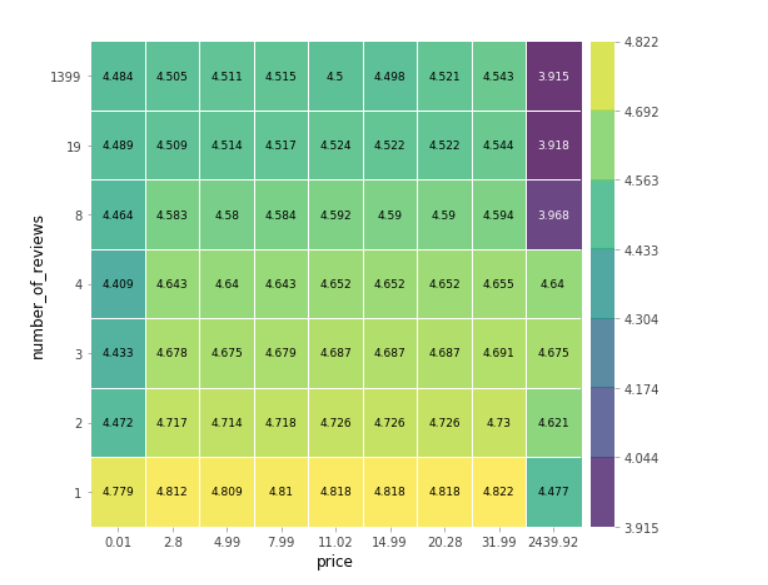 4.822
1399 4.484 4.505 4.511 4.515 4.5 4.498 4.521 4.543 3.915
4.692
19 4.489 4.509 4.514 4.517 4.524 4.522 4.522 4.544 3.918
4.563
8 4.464 4.583 4.58 4.584 4.592 4.59 4.59 4.594 3.968
4.433
number_of_reviews
4 4.409 4.643 4.64 4.643 4.652 4.652 4.652 4.655 4.64
4.304
3 4.433 4.678 4.675 4.679 4.687 4.687 4.687 4.691 4.675
4.174
2 4.472 4.717 4.714 4.718 4.726 4.726 4.726 4.73 4.621
4.044
1 4.779 4.812 4.809 4.81 4.818 4.818 4.818 4.822 4.477
3.915
0.01 2.8 4.99 7.99 11.02 14.99 20.28 31.99 2439.92
price